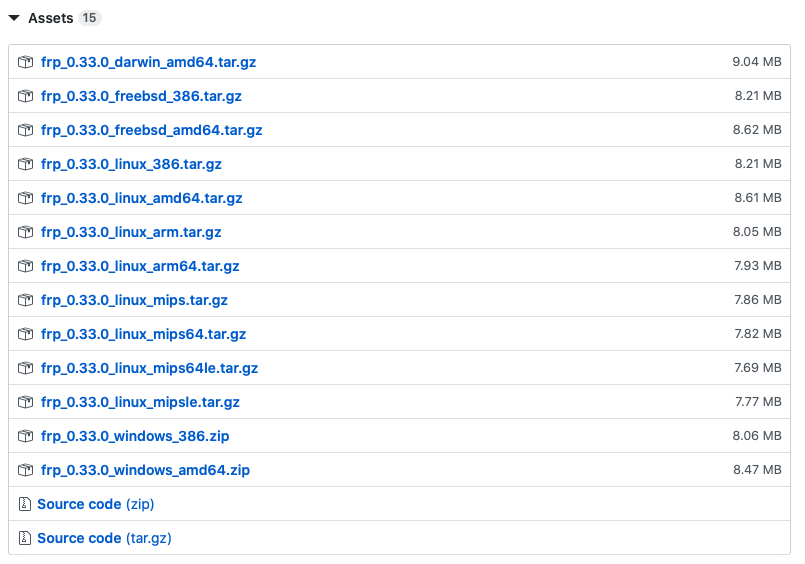 Assets 15
frp_0.33.0_darwin_amd64.tar.gz 9.04 MB
frp_0.33.0_freebsd_386.tar.gz 8.21 MB
frp_0.33.0_freebsd_amd64.tar.gz 8.62 MB
frp_0.33.0_linux_386.tar.gz 8.21 MB
frp_0.33.0_linux_amd64.tar.gz 8.61 MB
frp_0.33.0_linux_arm.tar.gz 8.05 MB
frp_0.33.0_linux_arm64.tar.gz 7.93 MB
frp_0.33.0_linux_mips.tar.gz 7.86 MB
frp_0.33.0_linux_mips64.tar.gz 7.82 MB
frp_0.33.0_linux_mips64le.tar.gz 7.69 MB
frp_0.33.0_linux_mipsle.tar.gz 7.77 MB
frp_0.33.0_windows_386.zip 8.06 MB
frp_0.33.0_windows_amd64.zip 8.47 MB
Source code (zip)
Source code (tar.gz)